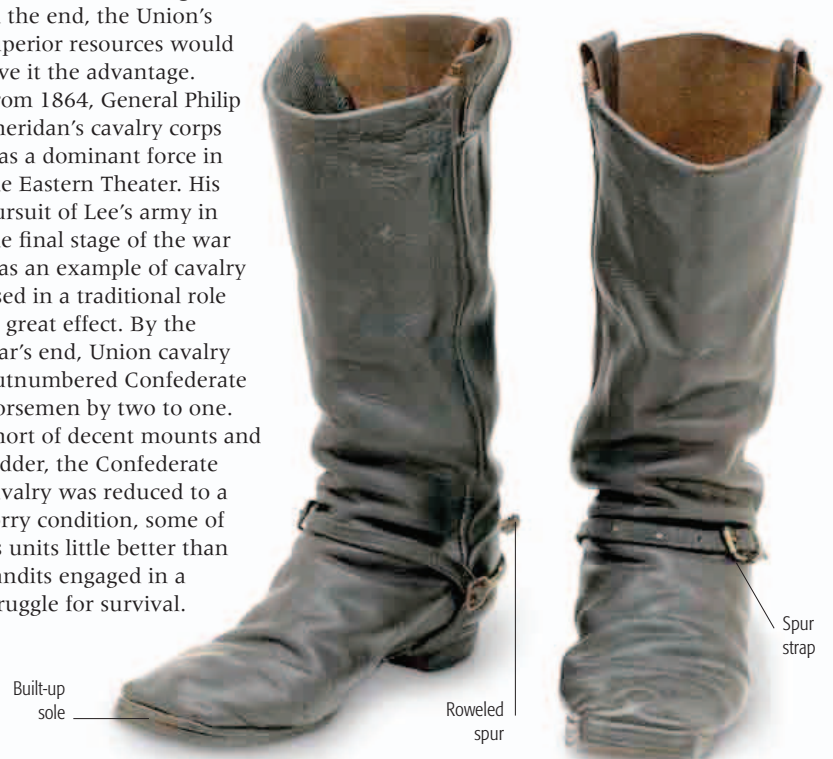 the end, the Union's
uperior resources would
ve it the advantage.
rom 1864, General Philip
heridan's cavalry corps
as a dominant force in
e Eastern Theater. His
ursuit of Lee's army in
e final stage of the war
as an example of cavalry
sed in a traditional role
great effect. By the
ar's end, Union cavalry
utnumbered Confederate
orsemen by two to one.
hort of decent mounts and
dder, the Confederate
valry was reduced to a
orry condition, some of
s units little better than
andits engaged in a
ruggle for survival.
Built-up
sole
Roweled
spur
Spur
strap